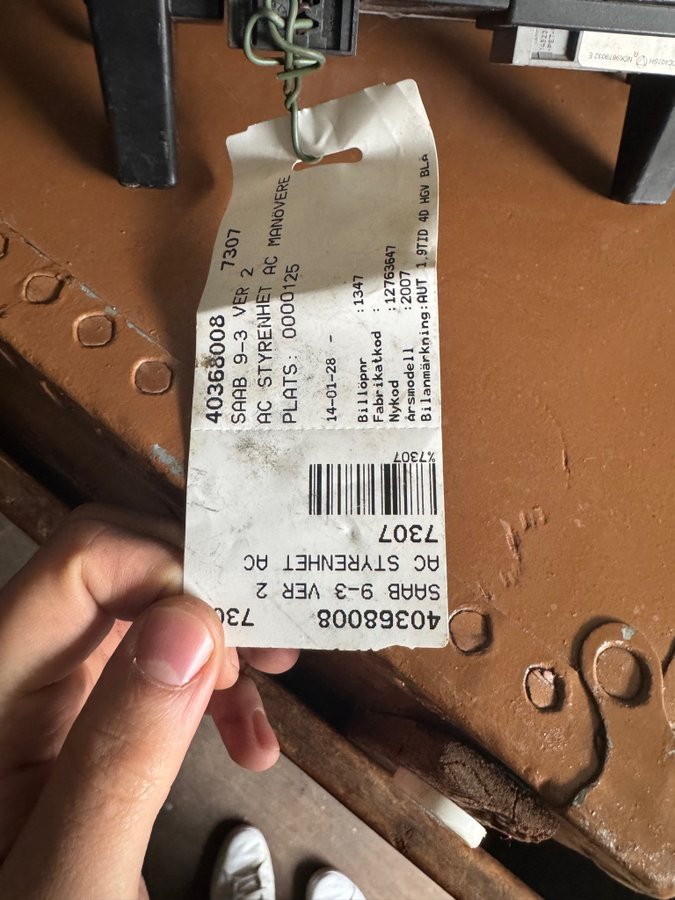 40368008 7307
SAAB 9-3 VER 2
AC STYRENHET AC MANÖVERE
PLATS: 0000125
14-01-28 -
Billöpnr :1347
Fabrikatkod :
Nykod :12763647
Årsmodell :2007
Bilanmärkning:AUT 1,9TID 4D HGV BLÅ
%7307
7307
AC STYRENHET AC
SAAB 9-3 VER 2
40368008 730